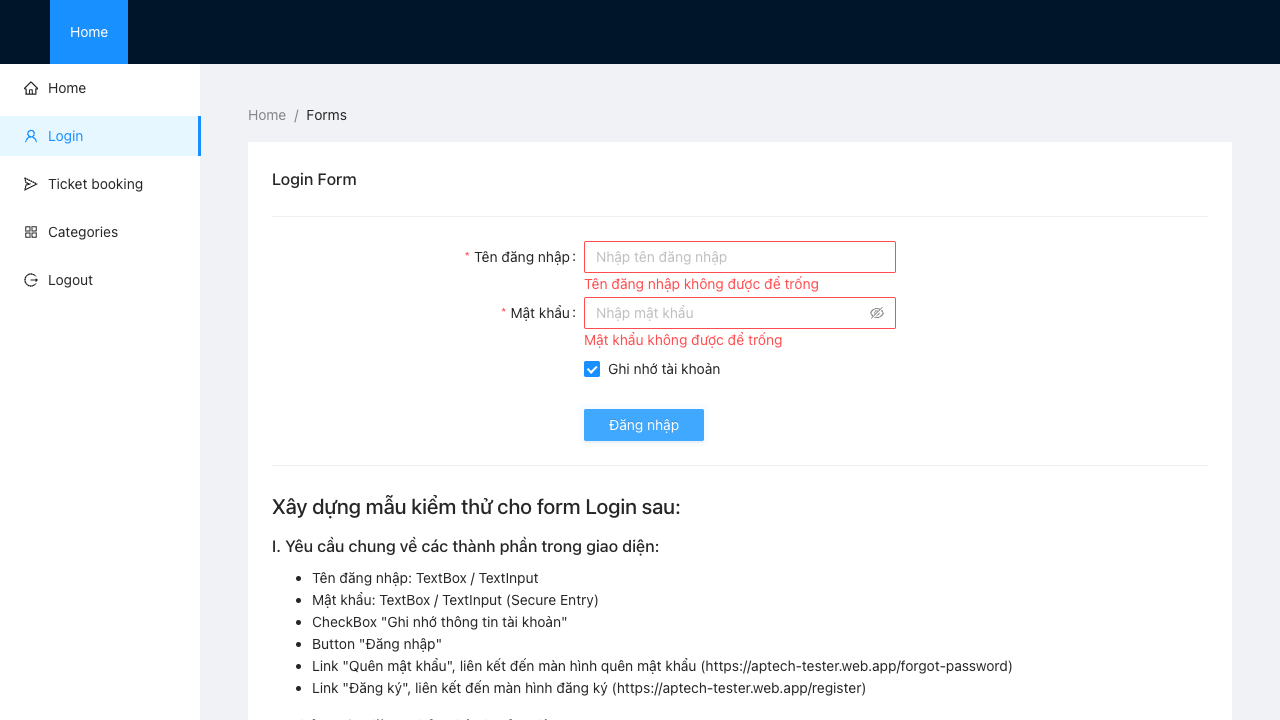 Home
Home
Login
Ticket booking
Categories
Logout
Home / Forms
Login Form
* Tên đăng nhập :
Nhập tên đăng nhập
Tên đăng nhập không được để trống
* Mật khẩu :
Nhập mật khẩu
Mật khẩu không được để trống
Ghi nhớ tài khoản
Đăng nhập
Xây dựng mẫu kiểm thử cho form Login sau:
I. Yêu cầu chung về các thành phần trong giao diện:
Tên đăng nhập: TextBox / TextInput
Mật khẩu: TextBox / TextInput (Secure Entry)
CheckBox "Ghi nhớ thông tin tài khoản"
Button "Đăng nhập"
Link "Quên mật khẩu", liên kết đến màn hình quên mật khẩu (https://aptech-tester.web.app/forgot-password)
Link "Đăng ký", liên kết đến màn hình đăng ký (https://aptech-tester.web.app/register)